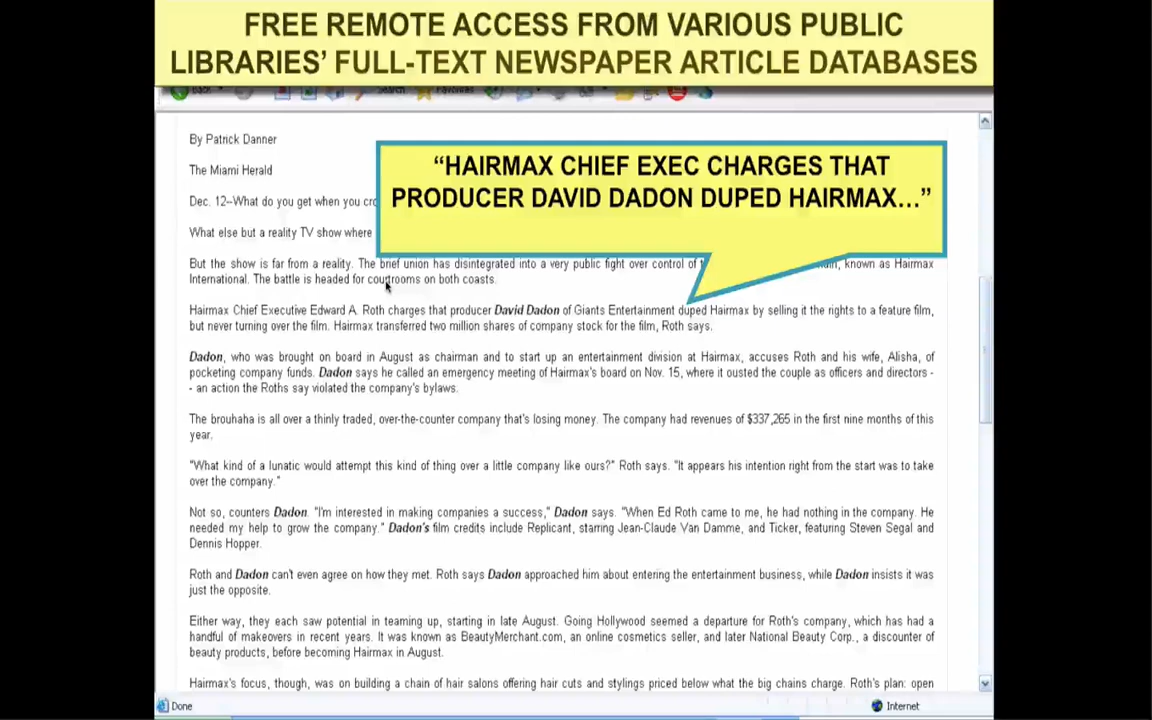 FREE REMOTE ACCESS FROM VARIOUS PUBLIC
LIBRARIES' FULL-TEXT NEWSPAPER ARTICLE DATABASES
Back Search Favorites
By Patrick Danner
The Miami Herald
"HAIRMAX CHIEF EXEC CHARGES THAT
PRODUCER DAVID DADON DUPED HAIRMAX..."
Dec. 12--What do you get when you
What else but a reality TV show where
But the show is far from a reality. The brief union has disintegrated into a very public fight over control of known as Hairmax
International. The battle is headed for courtrooms on both coasts.
Hairmax Chief Executive Edward A. Roth charges that producer David Dadon of Giants Entertainment duped Hairmax by selling it the rights to a feature film,
but never turning over the film. Hairmax transferred two million shares of company stock for the film, Roth says.
Dadon, who was brought on board in August as chairman and to start up an entertainment division at Hairmax, accuses Roth and his wife, Alisha, of
pocketing company funds. Dadon says he called an emergency meeting of Hairmax's board on Nov. 15, where it ousted the couple as officers and directors -
- an action the Roths say violated the company's bylaws.
The brouhaha is all over a thinly traded, over-the-counter company that's losing money. The company had revenues of $337,265 in the first nine months of this
year.
"What kind of a lunatic would attempt this kind of thing over a little company like ours?" Roth says. "It appears his intention right from the start was to take
over the company."
Not so, counters Dadon. "I'm interested in making companies a success," Dadon says. "When Ed Roth came to me, he had nothing in the company. He
needed my help to grow the company." Dadon's film credits include Replicant, starring Jean-Claude Van Damme, and Ticker, featuring Steven Segal and
Dennis Hopper.
Roth and Dadon can't even agree on how they met. Roth says Dadon approached him about entering the entertainment business, while Dadon insists it was
just the opposite.
Either way, they each saw potential in teaming up, starting in late August. Going Hollywood seemed a departure for Roth's company, which has had a
handful of makeovers in recent years. It was known as BeautyMerchant.com, an online cosmetics seller, and later National Beauty Corp., a discounter of
beauty products, before becoming Hairmax in August.
Hairmax's focus, though, was on building a chain of hair salons offering hair cuts and stylings priced below what the big chains charge. Roth's plan: open
Done Internet